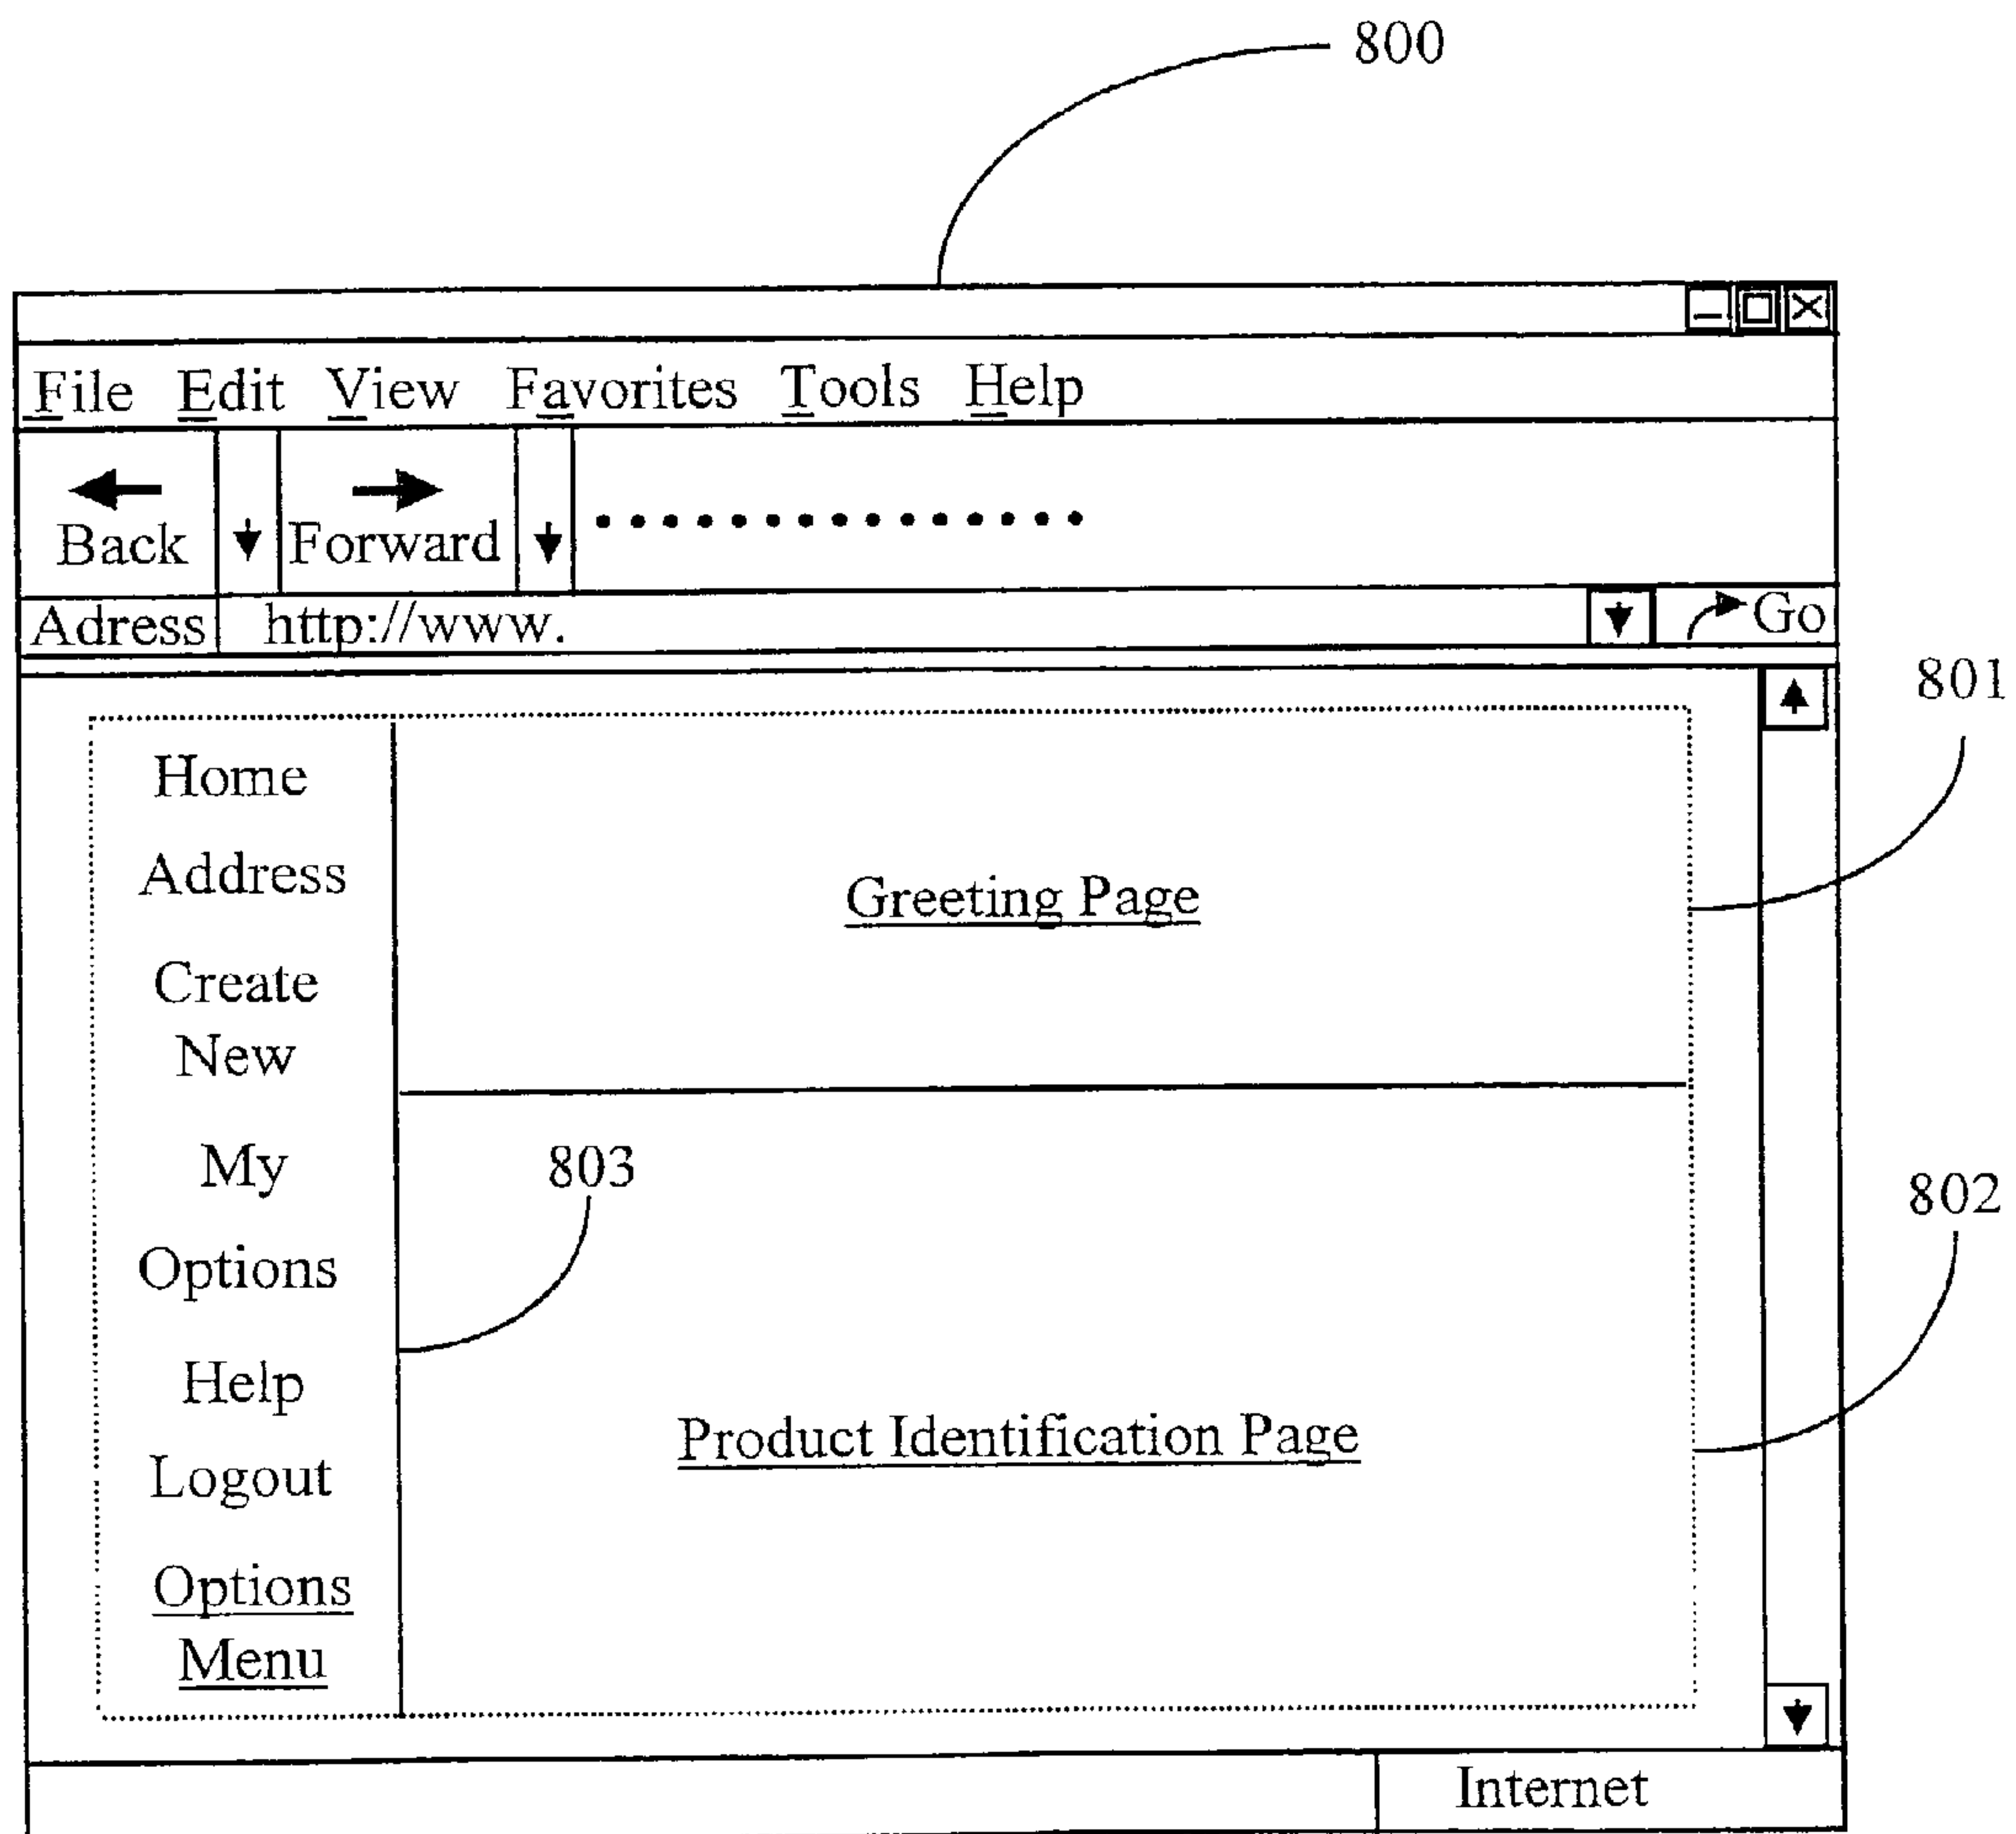 800
File Edit View Favorites Tools Help
Back Forward
Adress http://www. Go
801
Home
Address
Greeting Page
Create
New
My
803
802
Options
Help
Product Identification Page
Logout
Options
Menu
Internet